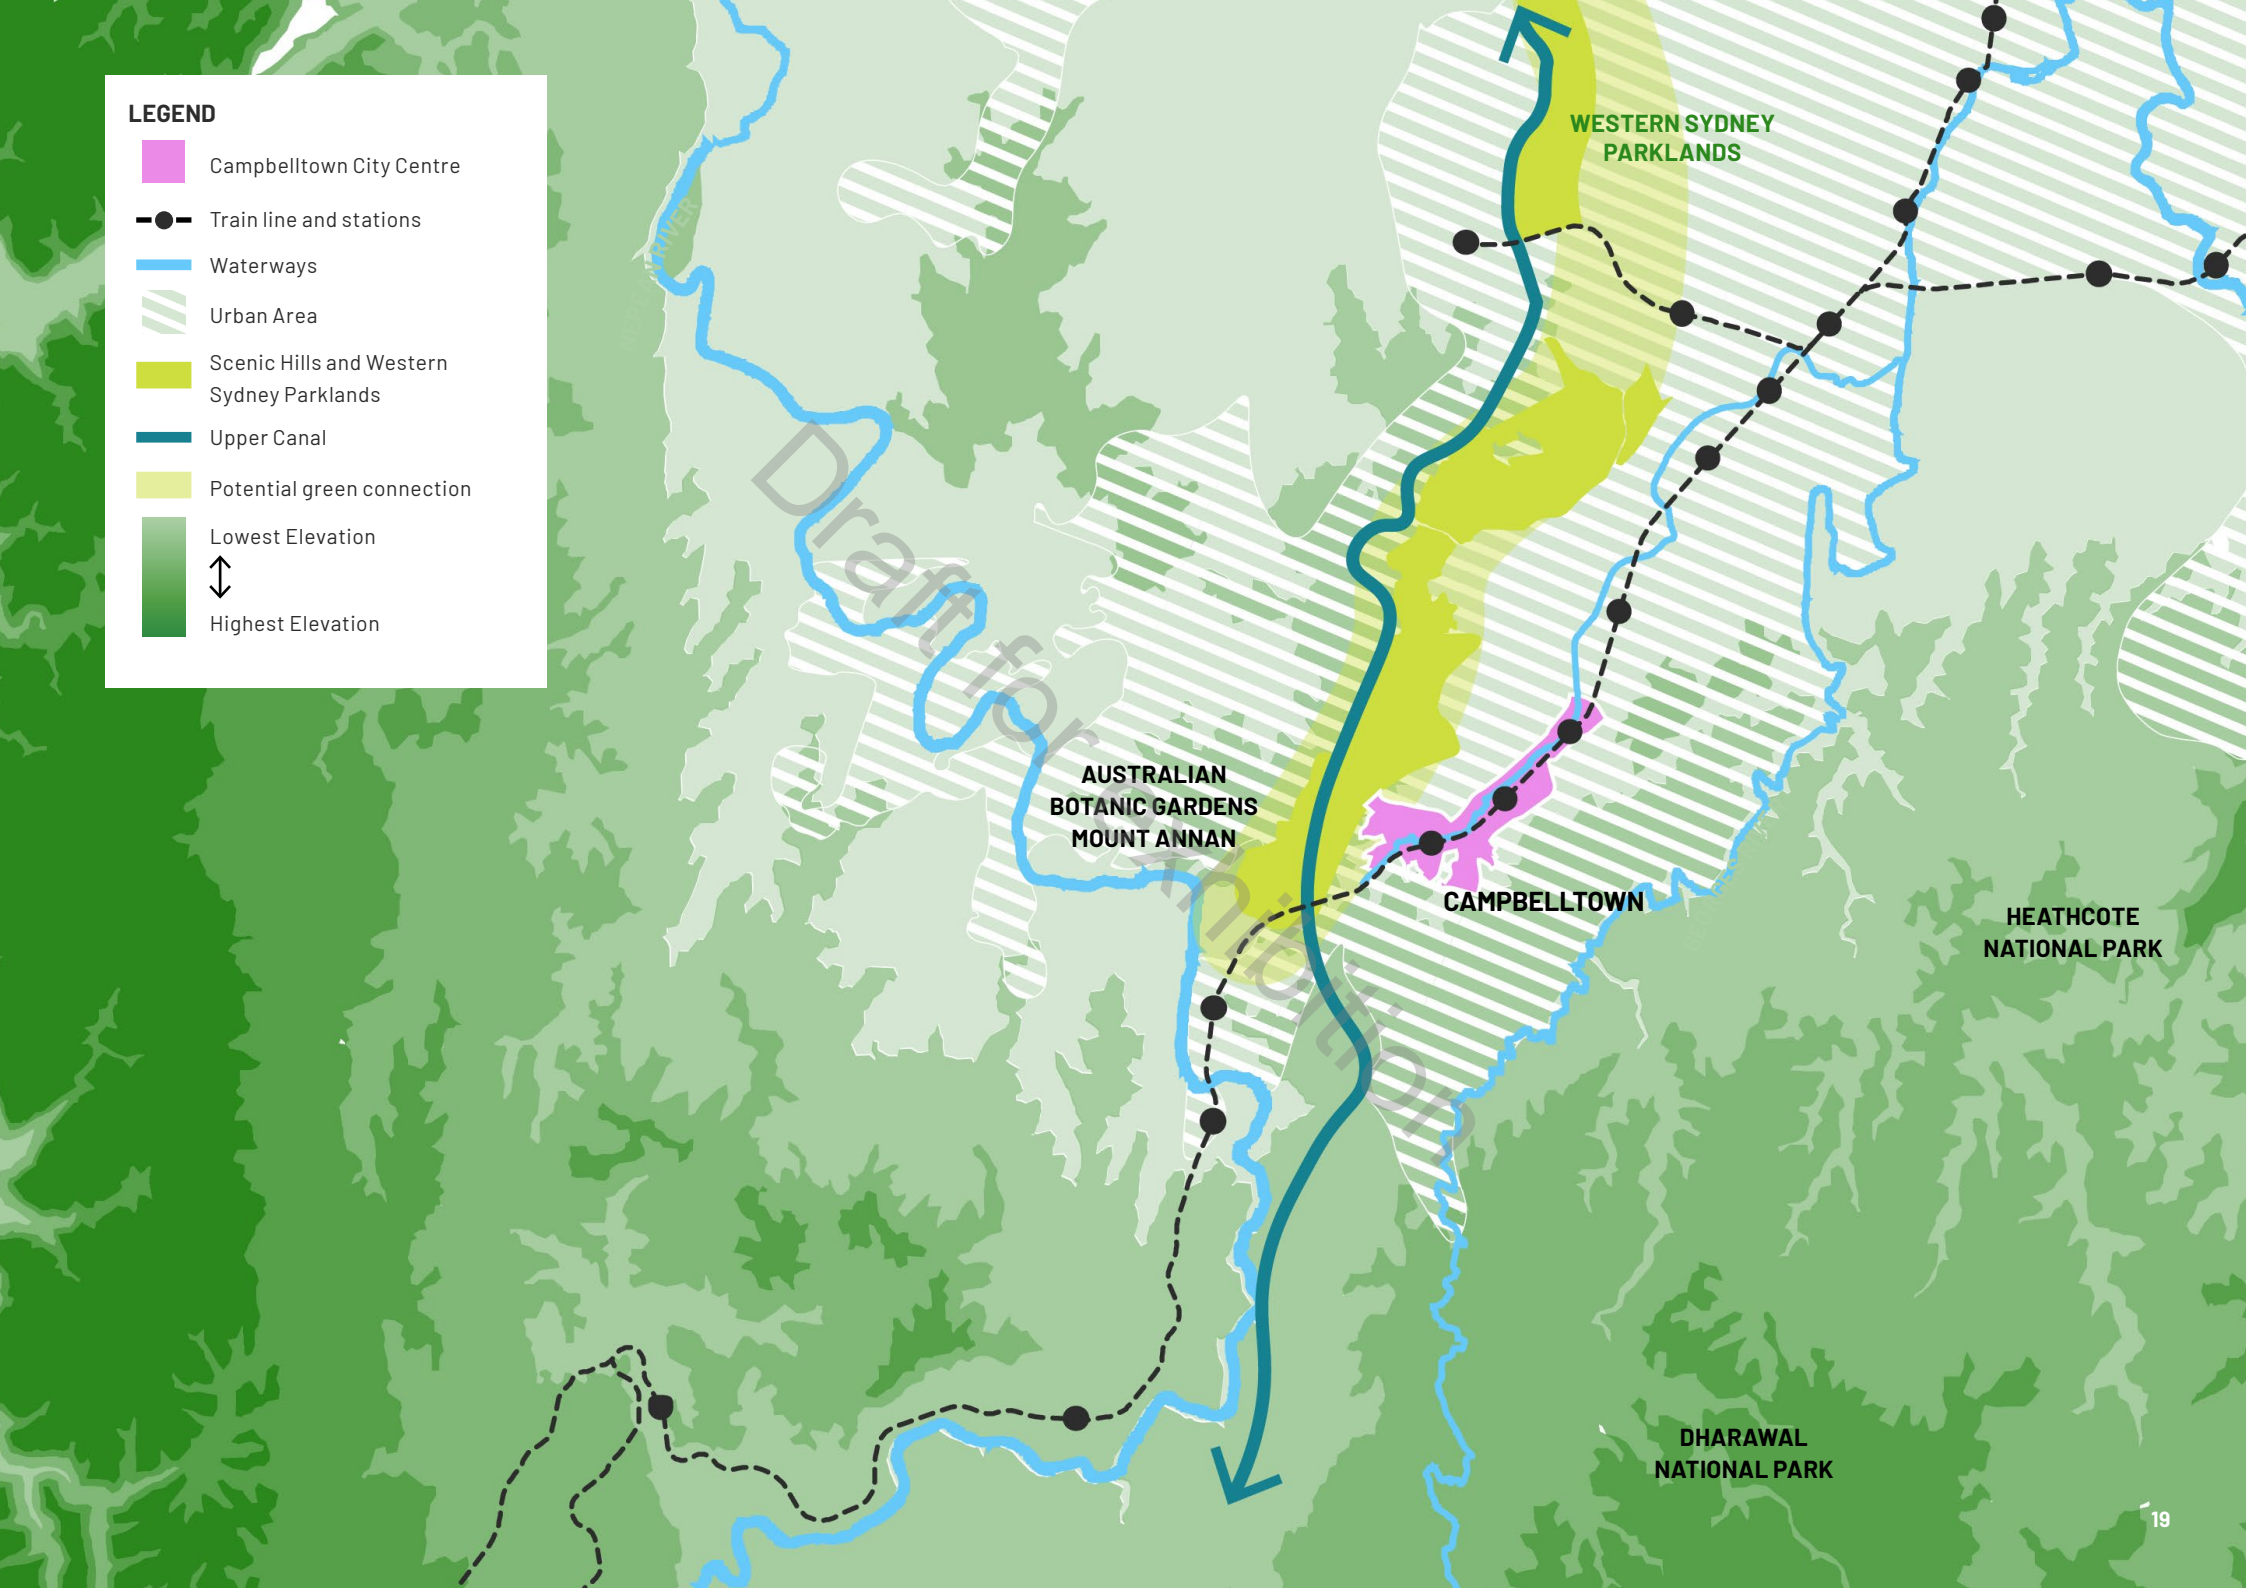 LEGEND
Campbelltown City Centre
Train line and stations
Waterways
Urban Area
Scenic Hills and Western
Sydney Parklands
Upper Canal
Potential green connection
Lowest Elevation
Highest Elevation
WESTERN SYDNEY
PARKLANDS
NEPEAN RIVER
AUSTRALIAN
BOTANIC GARDENS
MOUNT ANNAN
CAMPBELLTOWN
HEATHCOTE
NATIONAL PARK
DHARAWAL
NATIONAL PARK
Draft for exhibition
19